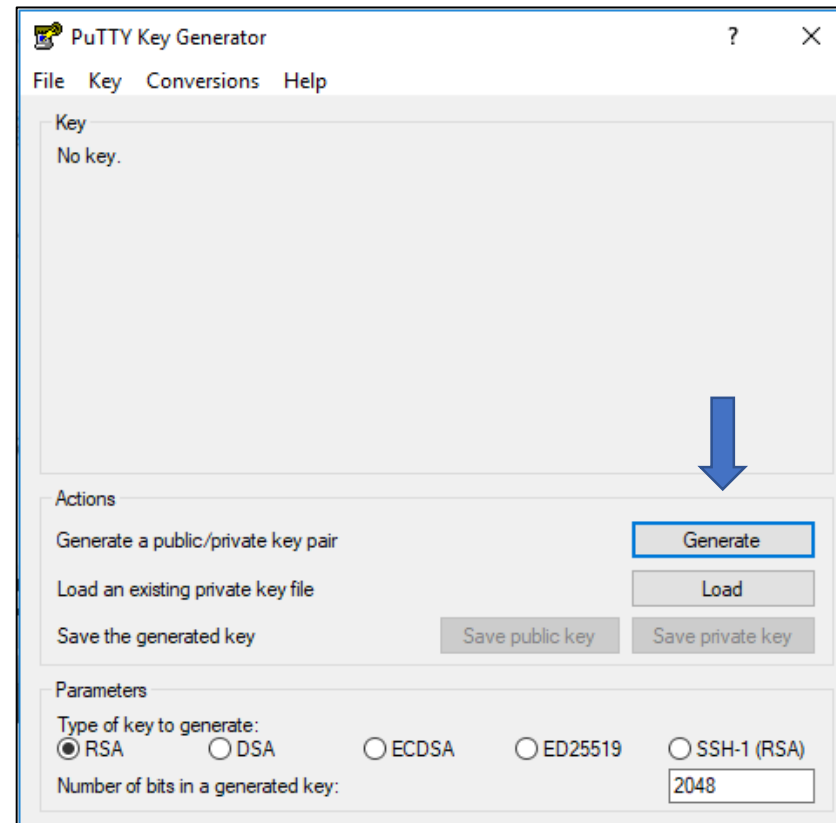 PuTTY Key Generator ?
File Key Conversions Help
Key
No key.
Actions
Generate a public/private key pair Generate
Load an existing private key file Load
Save the generated key Save public key Save private key
Parameters
Type of key to generate:
RSA DSA ECDSA ED25519 SSH-1 (RSA)
Number of bits in a generated key: 2048